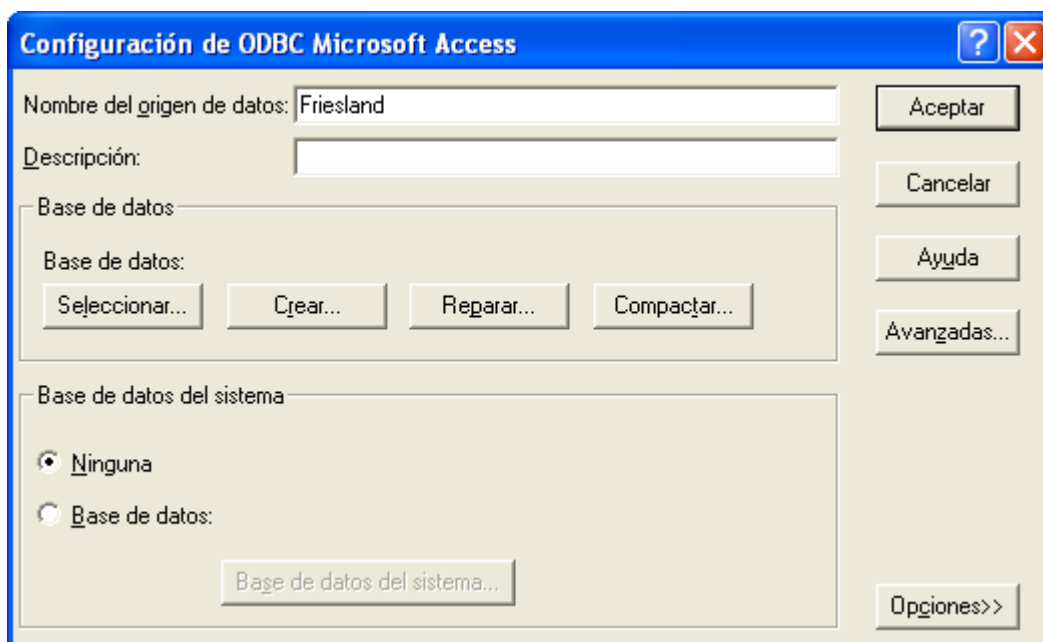 Configuración de ODBC Microsoft Access
Nombre del origen de datos: Friesland
Aceptar
Descripción:
Cancelar
Base de datos
Base de datos:
Ayuda
Seleccionar... Crear... Reparar... Compactar...
Avanzadas...
Base de datos del sistema
Ninguna
Base de datos:
Base de datos del sistema...
Opciones>>